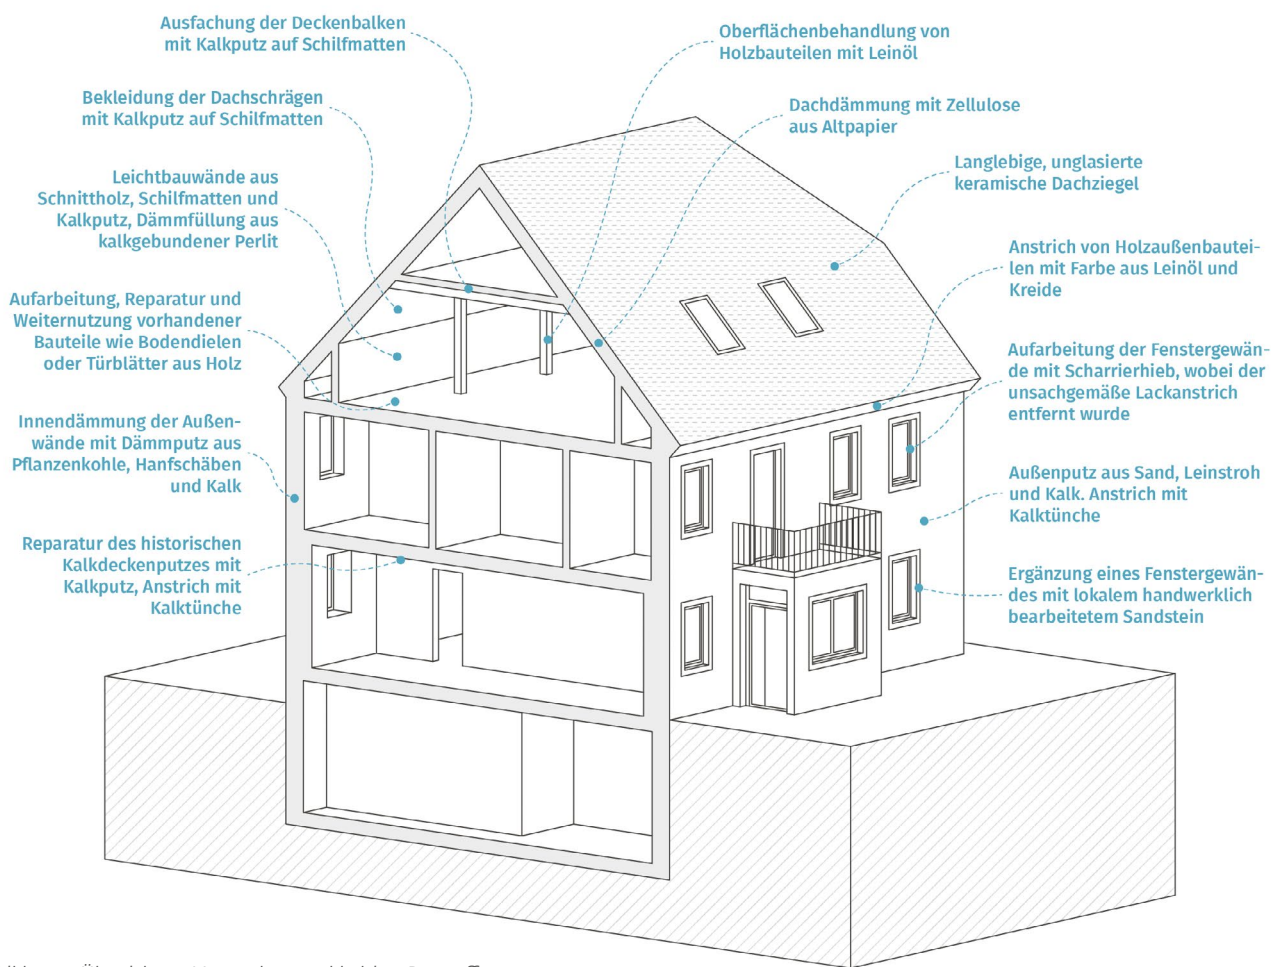 Ausfachung der Deckenbalken
mit Kalkputz auf Schilfmatten
Bekleidung der Dachschrägen
mit Kalkputz auf Schilfmatten
Leichtbauwände aus
Schnittholz, Schilfmatten und
Kalkputz, Dämmfüllung aus
kalkgebundener Perlit
Aufarbeitung, Reparatur und
Weiternutzung vorhandener
Bauteile wie Bodendielen
oder Türblätter aus Holz
Innendämmung der Außen-
wände mit Dämmputz aus
Pflanzenkohle, Hanfschäben
und Kalk
Reparatur des historischen
Kalkdeckenputzes mit
Kalkputz, Anstrich mit
Kalktünche
Oberflächenbehandlung von
Holzbauteilen mit Leinöl
Dachdämmung mit Zellulose
aus Altpapier
Langlebige, unglasierte
keramische Dachziegel
Anstrich von Holzaußenbautei-
len mit Farbe aus Leinöl und
Kreide
Aufarbeitung der Fenstergewän-
de mit Scharrierhieb, wobei der
unsachgemäße Lackanstrich
entfernt wurde
Außenputz aus Sand, Leinstroh
und Kalk. Anstrich mit
Kalktünche
Ergänzung eines Fenstergewän-
des mit lokalem handwerklich
bearbeitetem Sandstein